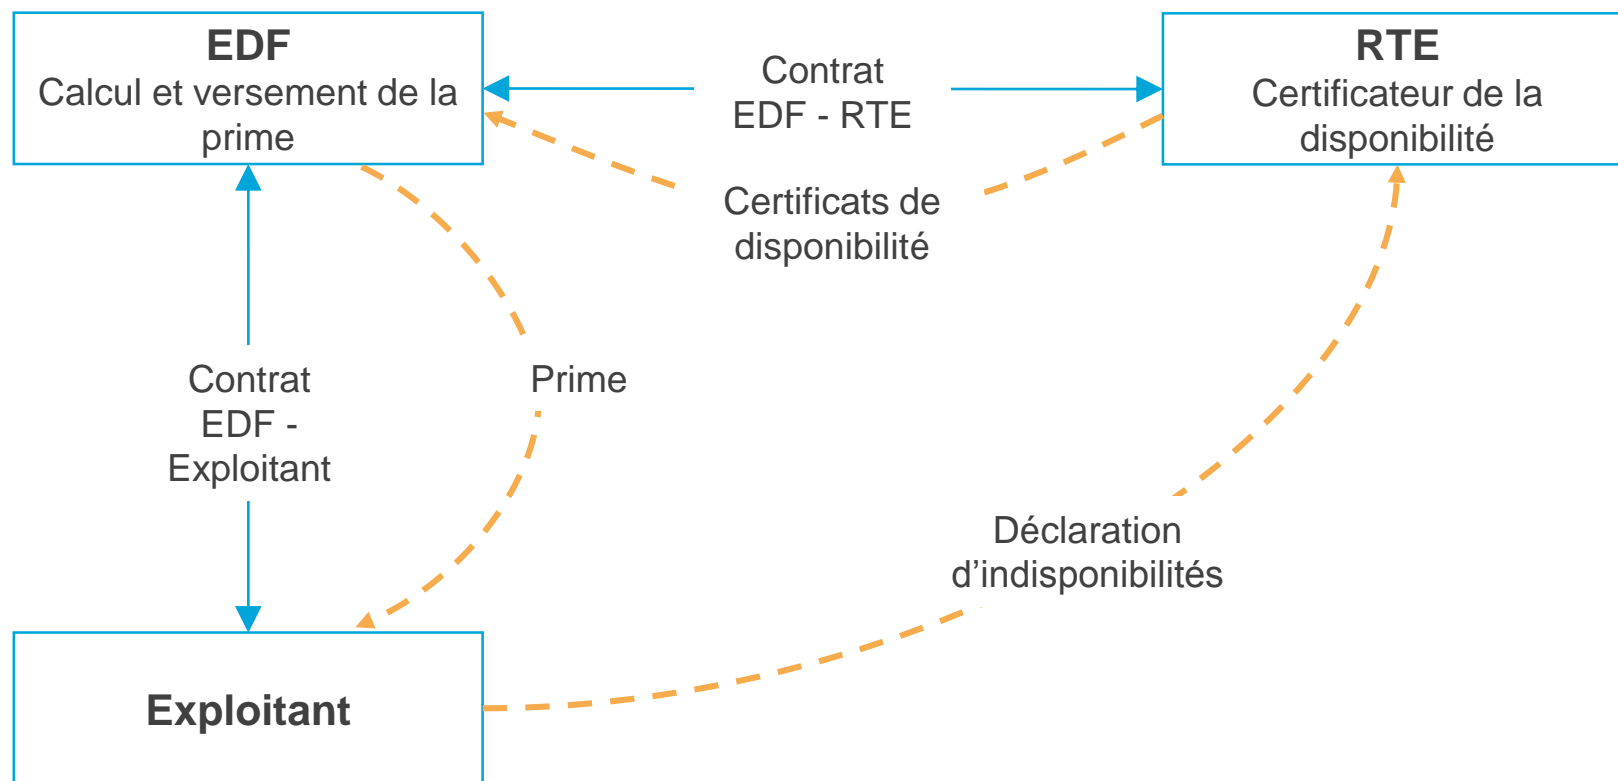 EDF
Calcul et versement de la
prime
Contrat
EDF - RTE
RTE
Certificateur de la
disponibilité
Certificats de
disponibilité
Contrat
EDF -
Exploitant
Prime
Déclaration
d’indisponibilités
Exploitant